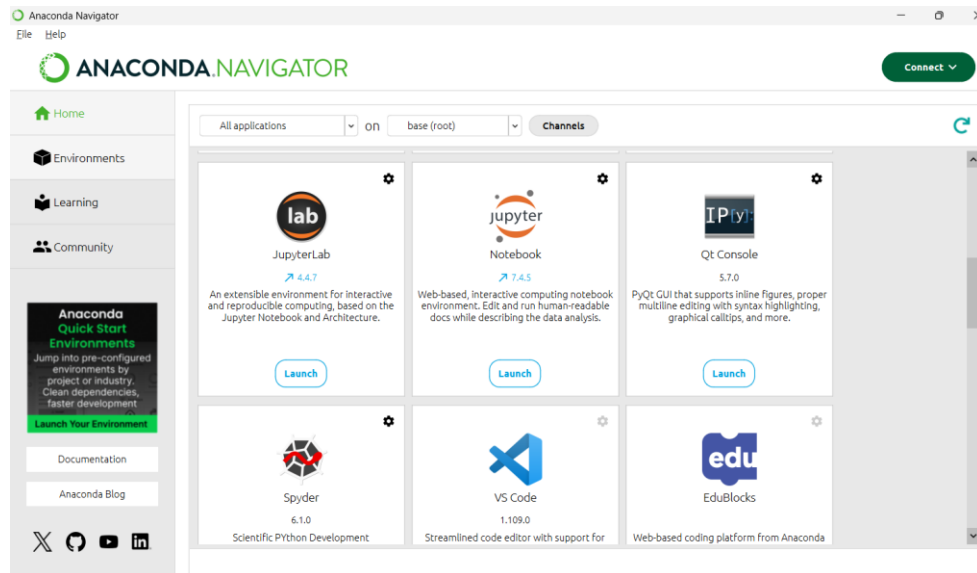 Anaconda Navigator
File Help
ANACONDA.NAVIGATOR
Connect
Home
Environments
Learning
Community
Anaconda
Quick Start
Environments
Jump into pre-configured
environments by
project or industry.
Clean dependencies,
faster development
Launch Your Environment
Documentation
Anaconda Blog
All applications on base (root) Channels
lab
JupyterLab
4.4.7
An extensible environment for interactive
and reproducible computing, based on the
Jupyter Notebook and Architecture.
Launch
jupyter
Notebook
7.4.5
Web-based, interactive computing notebook
environment. Edit and run human-readable
docs while describing the data analysis.
Launch
IP[y]:
Qt Console
5.7.0
PyQt GUI that supports inline figures, proper
multiline editing with syntax highlighting,
graphical calltips, and more.
Launch
Spyder
6.1.0
Scientific PYthon Development
VS Code
1.109.0
Streamlined code editor with support for
edu
EduBlocks
Web-based coding platform from Anaconda